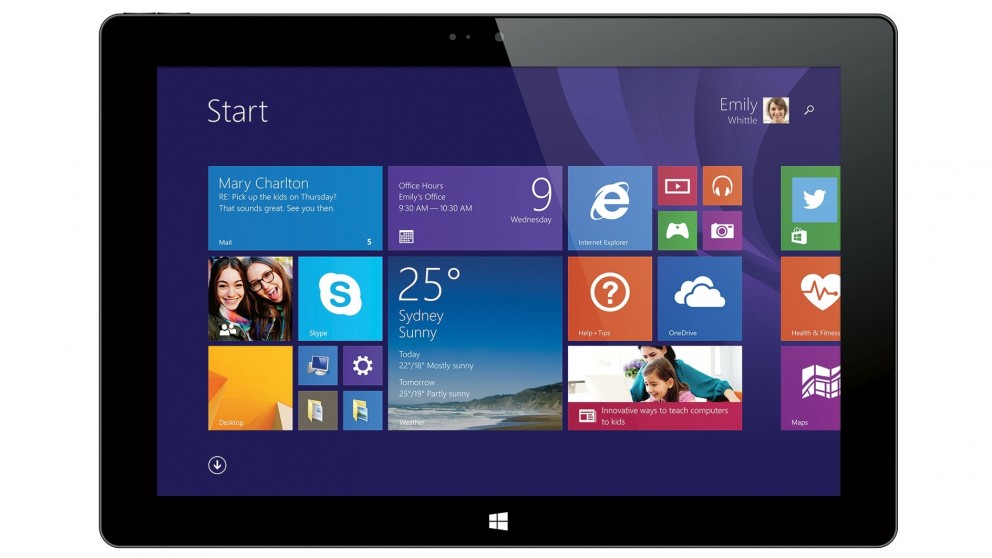 Start
Emily
Whittle
Mary Charlton
RE: Pick up the kids on Thursday?
That sounds great. See you then.
Mail
5
Office Hours
Emily's Office
9:30 AM — 10:30 AM
9
Wednesday
Internet Explorer
Skype
25°
Sydney
Sunny
Today
22°/18° Mostly sunny
Tomorrow
25°/19° Partly sunny
Weather
Help+Tips
OneDrive
Health & Fitness
Desktop
Innovative ways to teach computers
to kids
Maps